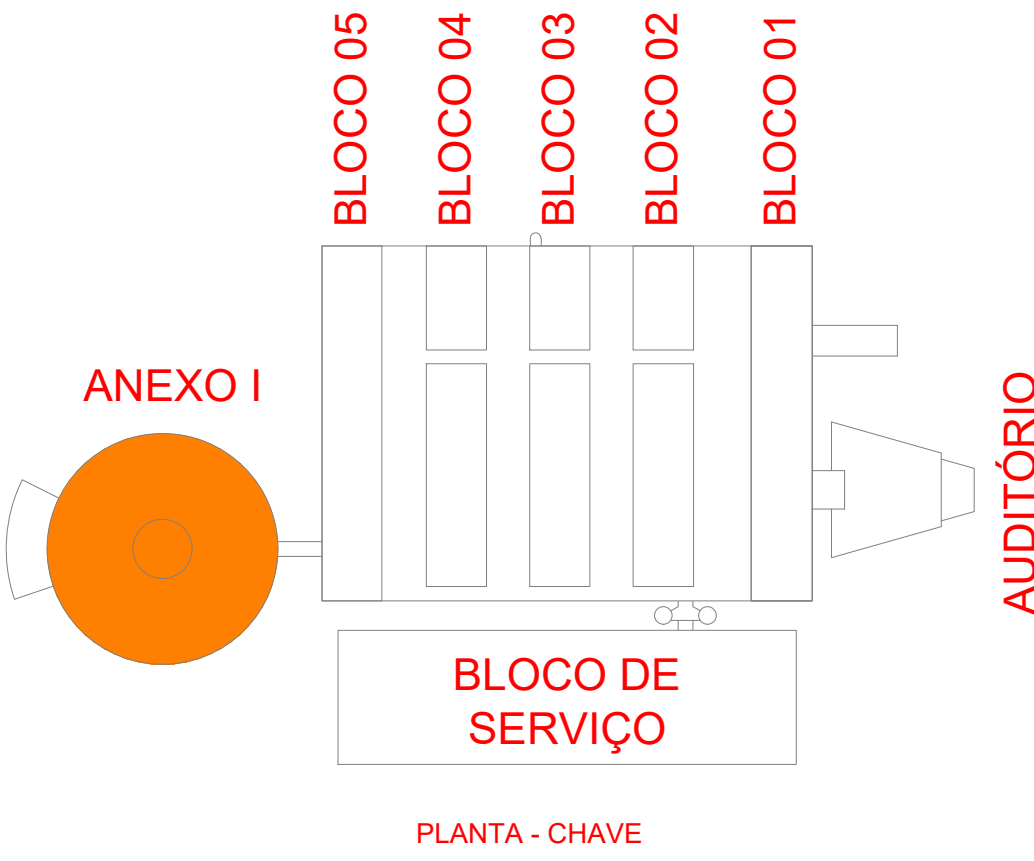 BLOCO 05
BLOCO 04
BLOCO 03
BLOCO 02
BLOCO 01
ANEXO I
AUDITÓRIO
BLOCO DE
SERVIÇO
PLANTA - CHAVE